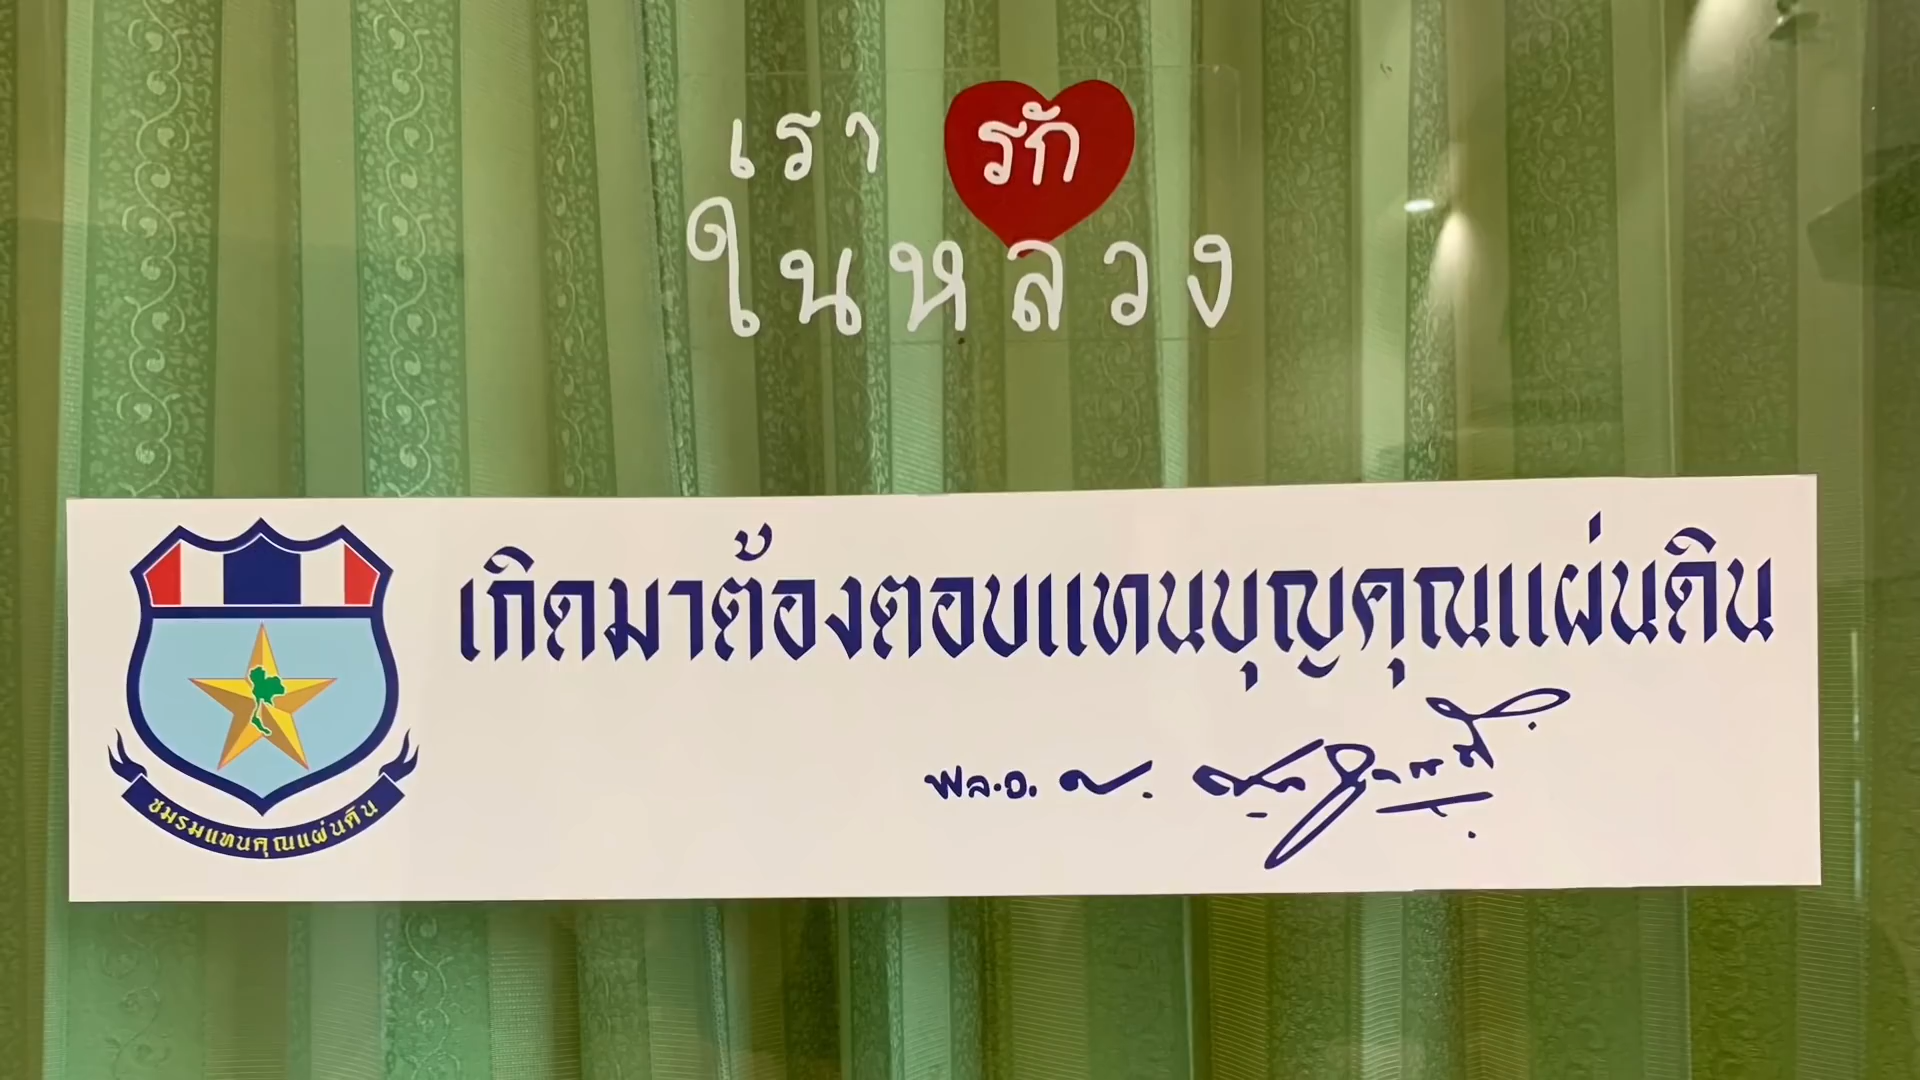 เรา รัก
ในหลวง
เกิดมาต้องตอบแทนบุญคุณแผ่นดิน
พล.อ.
ชมรมแทนคุณแผ่นดิน